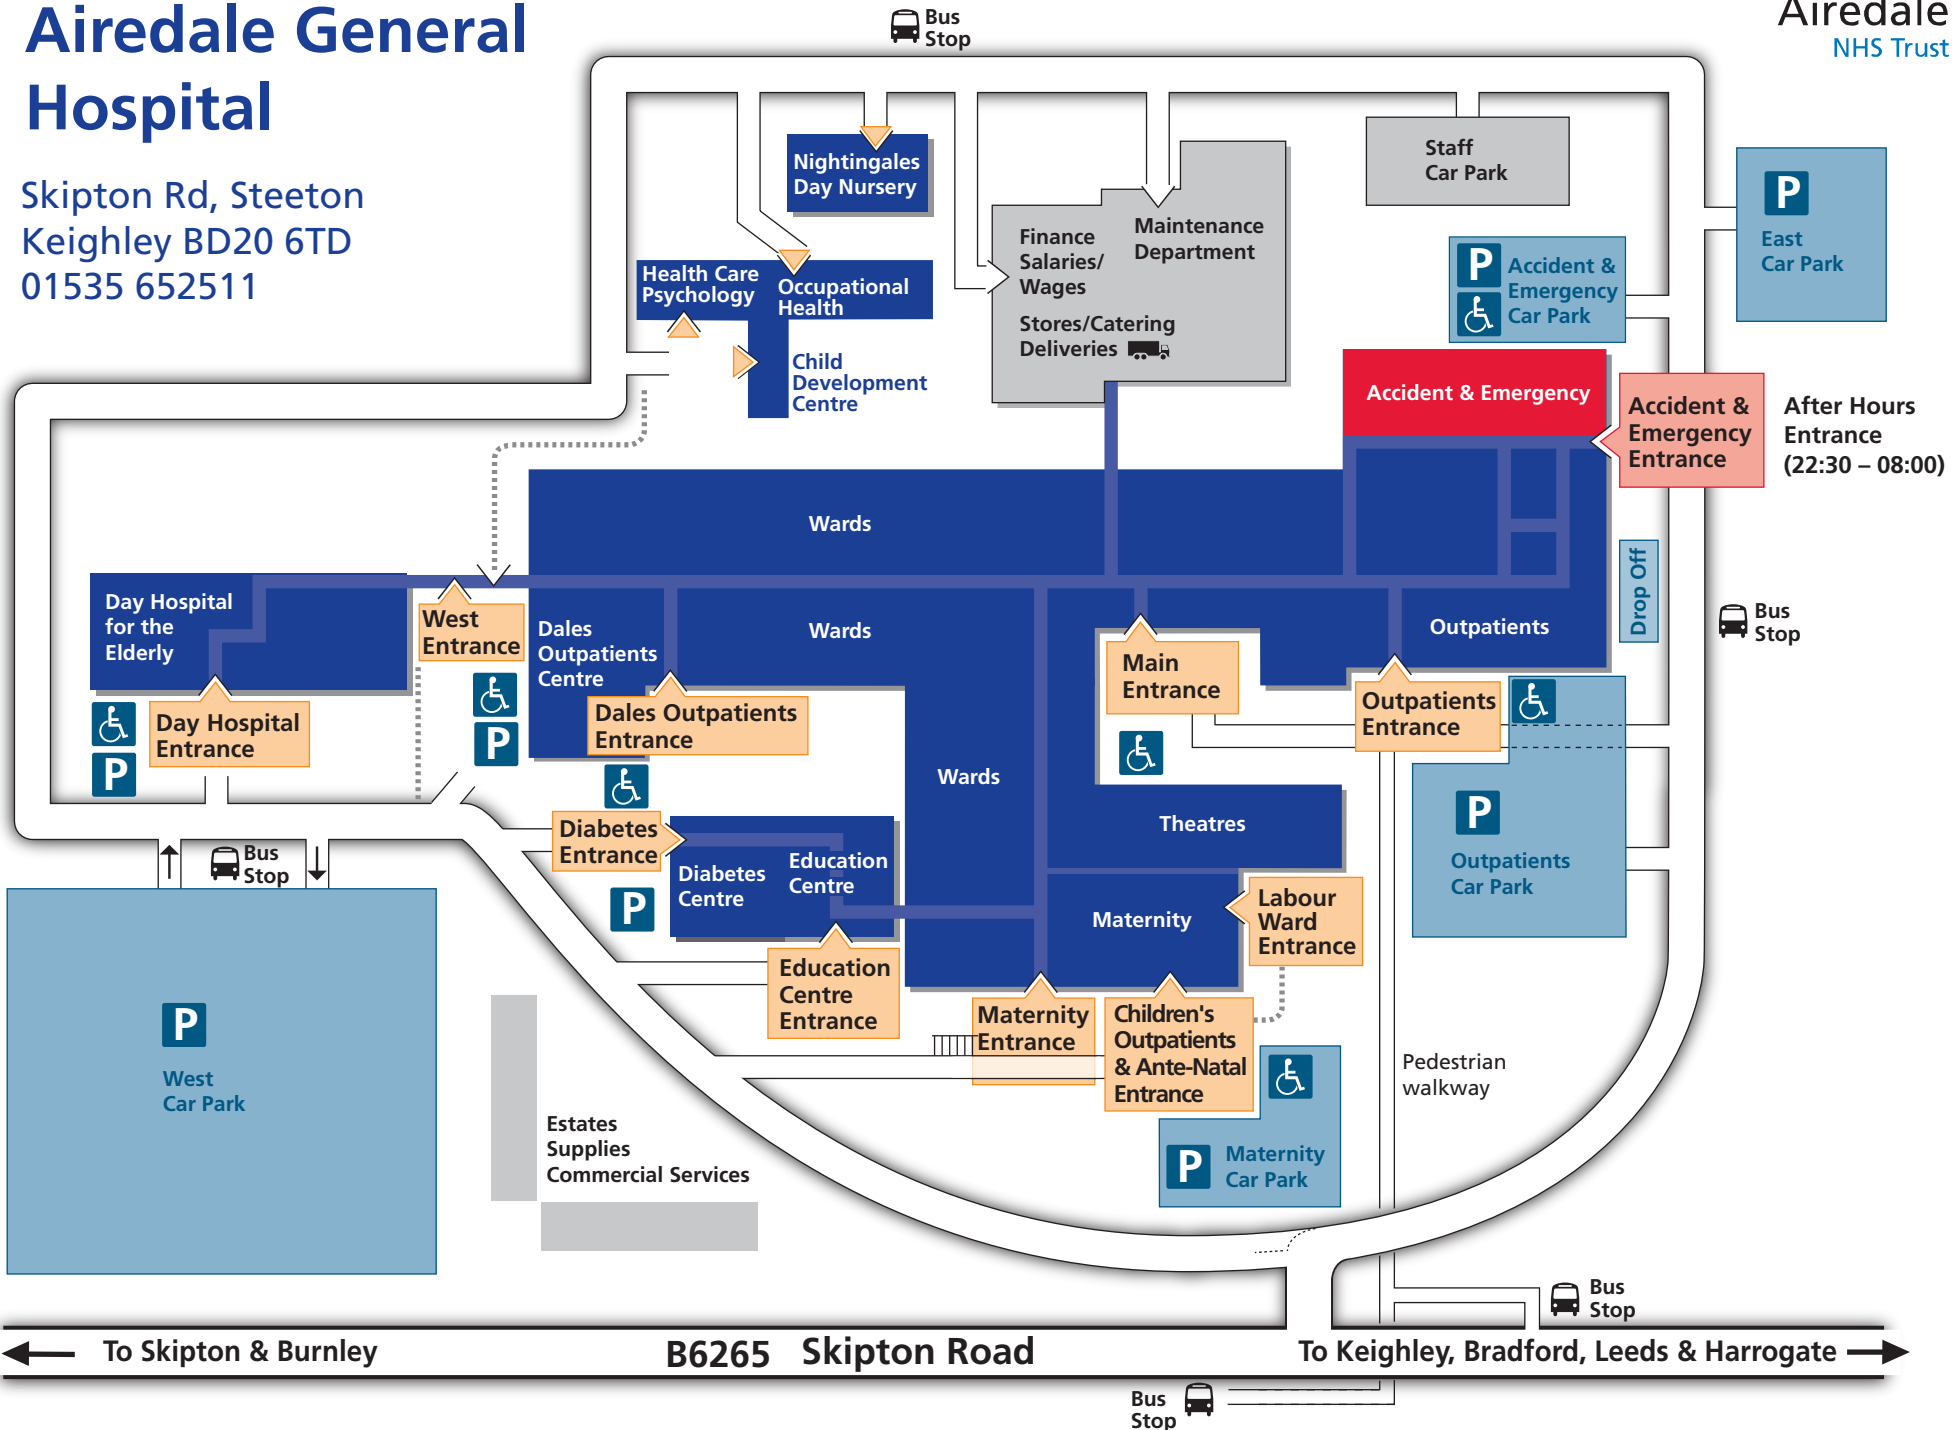 Airedale General
Hospital
Skipton Rd, Steeton
Keighley BD20 6TD
01535 652511
Bus
Stop
Airedale
NHS Trust
Nightingales
Day Nursery
Health Care
Psychology
Occupational
Health
Child
Development
Centre
Finance
Salaries/
Wages
Maintenance
Department
Stores/Catering
Deliveries
Staff
Car Park
P
East
Car Park
P
Accident &
Emergency
Car Park
Accident & Emergency
Accident &
Emergency
Entrance
After Hours
Entrance
(22:30 – 08:00)
Wards
Drop Off
Bus
Stop
Day Hospital
for the
Elderly
West
Entrance
Dales
Outpatients
Centre
Wards
Outpatients
Main
Entrance
Outpatients
Entrance
Day Hospital
Entrance
P
P
Dales Outpatients
Entrance
Wards
Theatres
P
Outpatients
Car Park
Diabetes
Entrance
Diabetes
Centre
Education
Centre
Bus
Stop
P
Maternity
Labour
Ward
Entrance
Education
Centre
Entrance
Maternity
Entrance
Children's
Outpatients
& Ante-Natal
Entrance
P
West
Car Park
Pedestrian
walkway
Estates
Supplies
Commercial Services
P
Maternity
Car Park
Bus
Stop
To Skipton & Burnley
B6265 Skipton Road
To Keighley, Bradford, Leeds & Harrogate
Bus
Stop